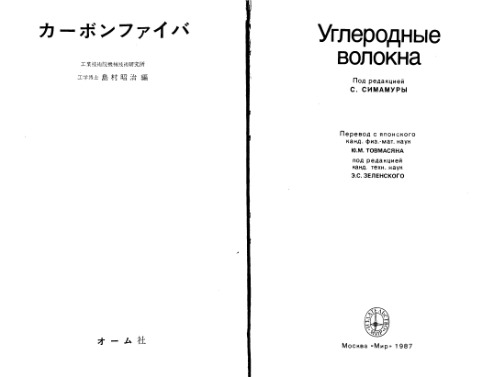 カーボンファイバ
工業技術院機械技術研究所
工学博士 島村昭治 編
オーム社
Углеродные
волокна
Под редакцией
С. СИМАМУРЫ
Перевод с японского
канд. физ.-мат. наук
Ю.М. ТОВМАСЯНА
под редакцией
канд. техн. наук
Э.С. ЗЕЛЕНСКОГО
Москва «Мир» 1987